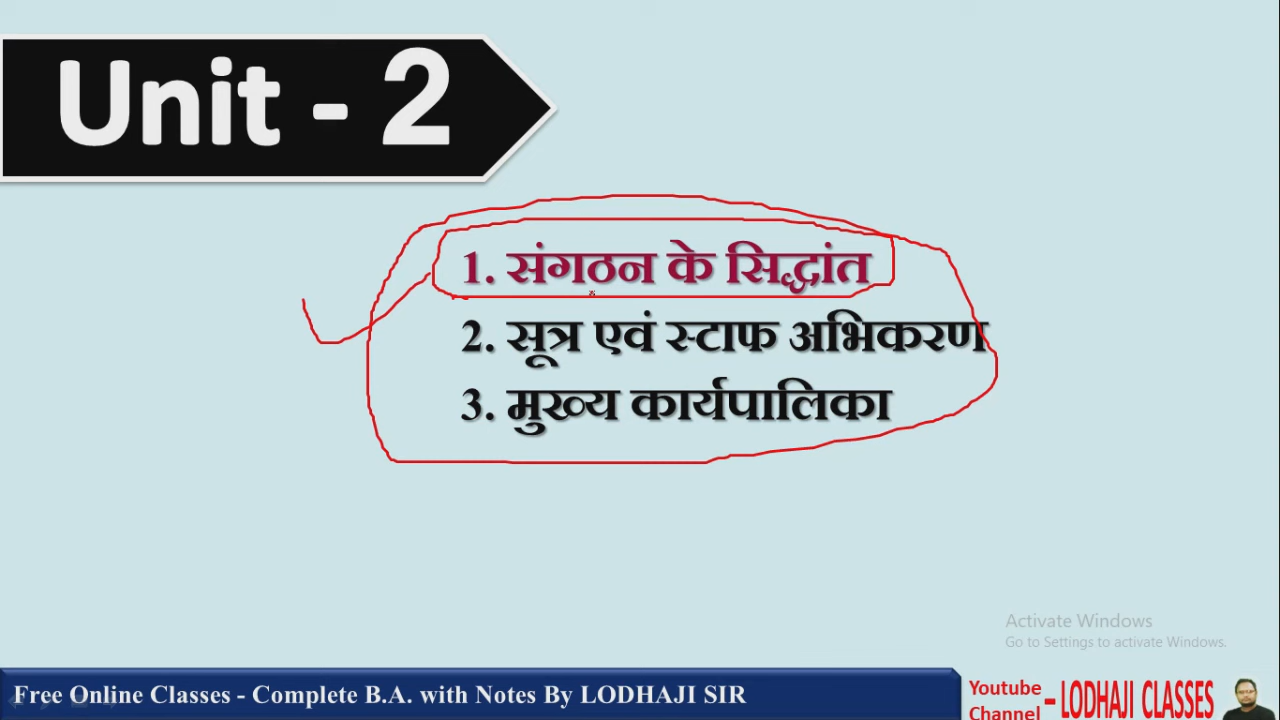 Unit - 2
1. संगठन के सिद्धांत
2. सूत्र एवं स्टाफ अभिकरण
3. मुख्य कार्यपालिका
Activate Windows
Go to Settings to activate Windows.
Free Online Classes - Complete B.A. with Notes By LODHAJI SIR
Youtube Channel – LODHAJI CLASSES